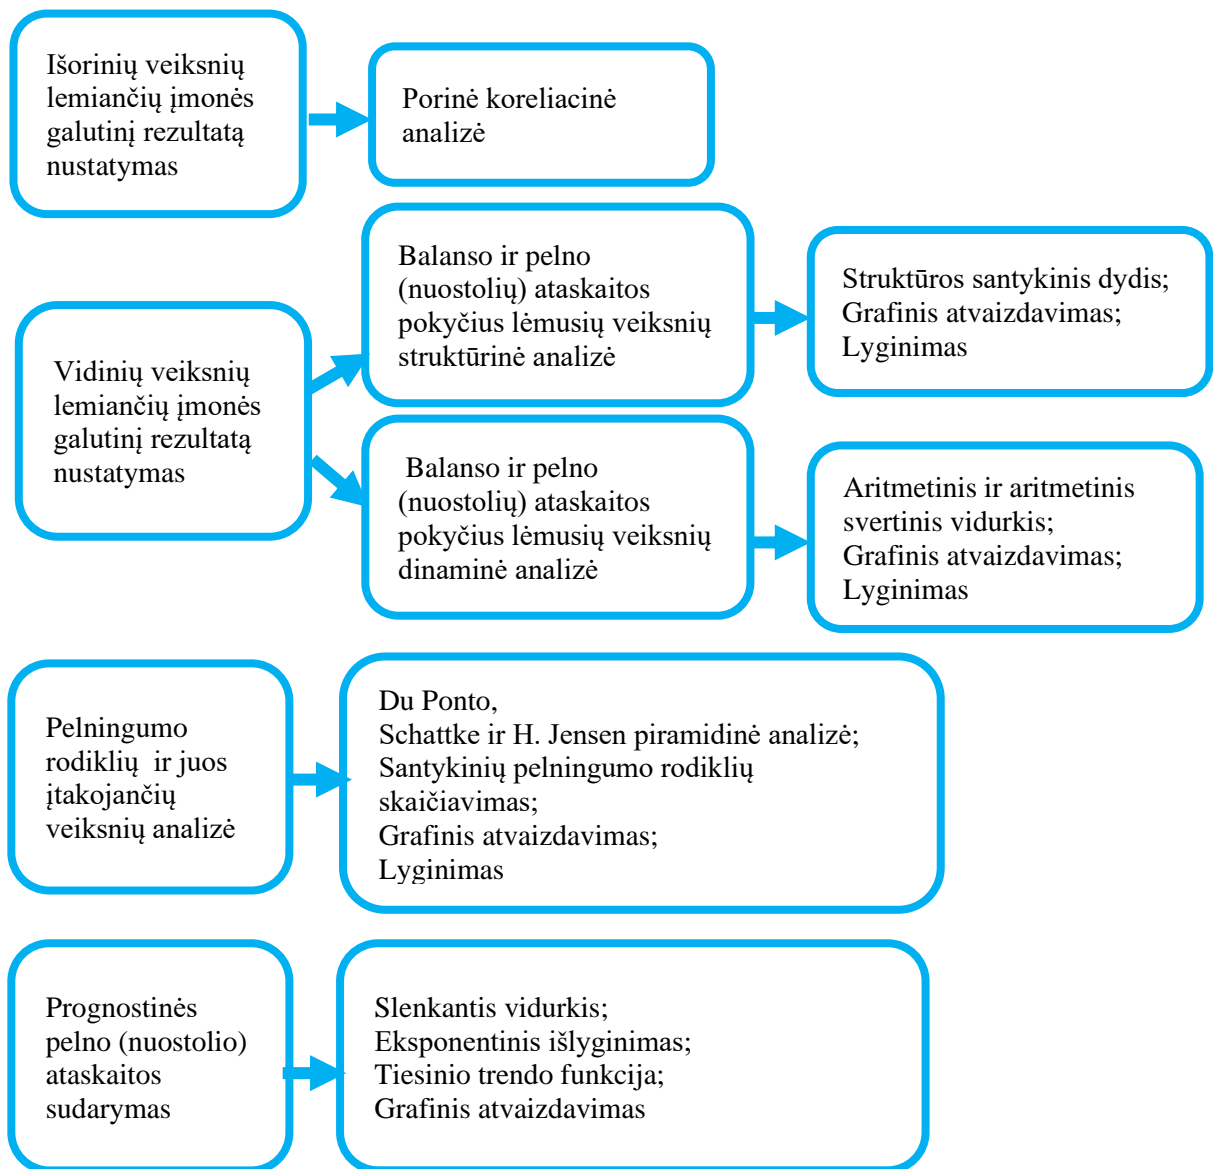 Išorinių veiksnių
lemiančių įmonės
galutinį rezultatą
nustatymas
Porinė koreliacinė
analizė
Vidinių veiksnių
lemiančių įmonės
galutinį rezultatą
nustatymas
Balanso ir pelno
(nuostolių) ataskaitos
pokyčius lėmusių veiksnių
struktūrinė analizė
Struktūros santykinis dydis;
Grafinis atvaizdavimas;
Lyginimas
Balanso ir pelno
(nuostolių) ataskaitos
pokyčius lėmusių veiksnių
dinaminė analizė
Aritmetinis ir aritmetinis
svertinis vidurkis;
Grafinis atvaizdavimas;
Lyginimas
Pelningumo
rodiklių ir juos
įtakojančių
veiksnių analizė
Du Ponto,
Schattke ir H. Jensen piramidinė analizė;
Santykinių pelningumo rodiklių
skaičiavimas;
Grafinis atvaizdavimas;
Lyginimas
Prognostinės
pelno (nuostolio)
ataskaitos
sudarymas
Slenkantis vidurkis;
Eksponentinis išlyginimas;
Tiesinio trendo funkcija;
Grafinis atvaizdavimas